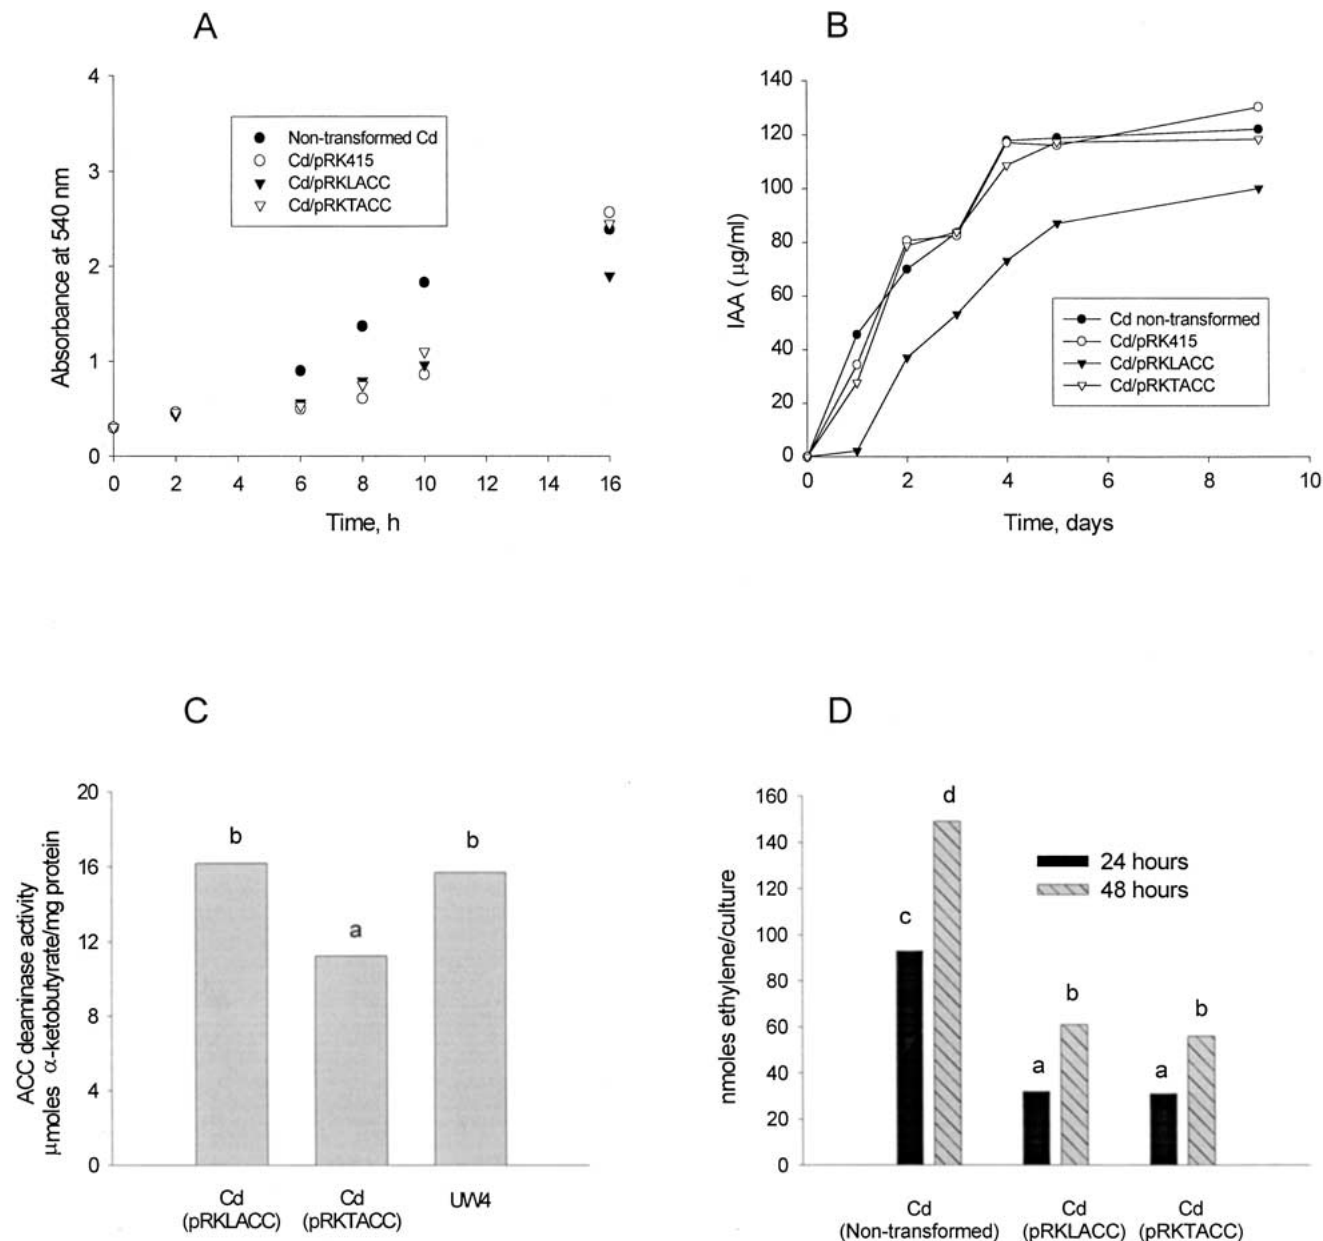 A
4
3
2
1
0
Absorbance at 540 nm
Non-transformed Cd
Cd/pRK415
Cd/pRKLACC
Cd/pRKTACC
0 2 4 6 8 10 12 14 16
Time, h
B
140
120
100
80
60
40
20
0
IAA ( µg/ml)
Cd non-transformed
Cd/pRK415
Cd/pRKLACC
Cd/pRKTACC
0 2 4 6 8 10
Time, days
C
20
16
12
8
4
0
ACC deaminase activity
µmoles α-ketobutyrate/mg protein
b
a
b
Cd
(pRKLACC)
Cd
(pRKTACC)
UW4
D
160
140
120
100
80
60
40
20
0
nmoles ethylene/culture
24 hours
48 hours
c
d
a
b
a
b
Cd
(Non-transformed)
Cd
(pRKLACC)
Cd
(pRKTACC)